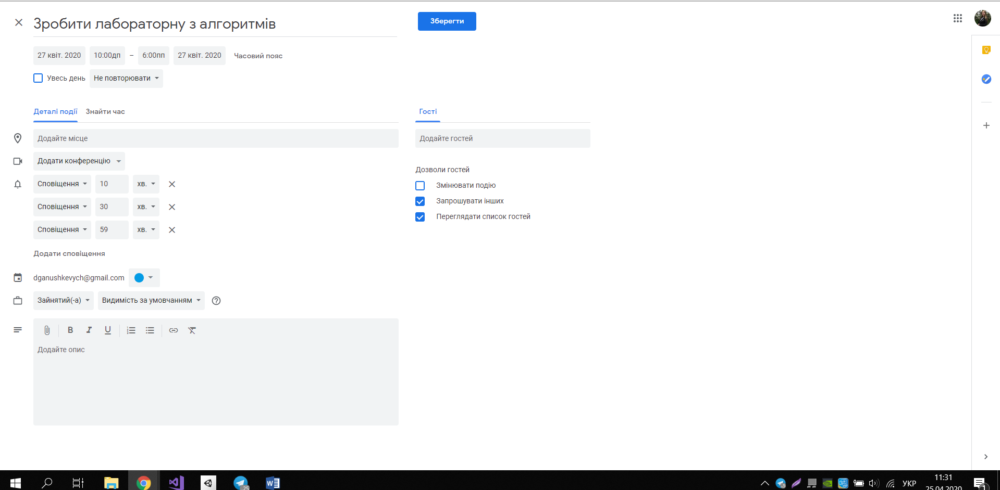 Зробити лабораторну з алгоритмів
Зберегти
27 квіт. 2020 10:00дп – 6:00пп 27 квіт. 2020 Часовий пояс
Увесь день Не повторювати
Деталі події Знайти час
Гості
Додайте місце
Додайте гостей
Додати конференцію
Дозволи гостей
Сповіщення 10 хв.
Змінювати подію
Запрошувати інших
Сповіщення 30 хв.
Переглядати список гостей
Сповіщення 59 хв.
Додати сповіщення
dganushkevych@gmail.com
Зайнятий(-а) Видимість за умовчанням
B I U
Додайте опис
25
УКР
11:31
25.04.2020
1